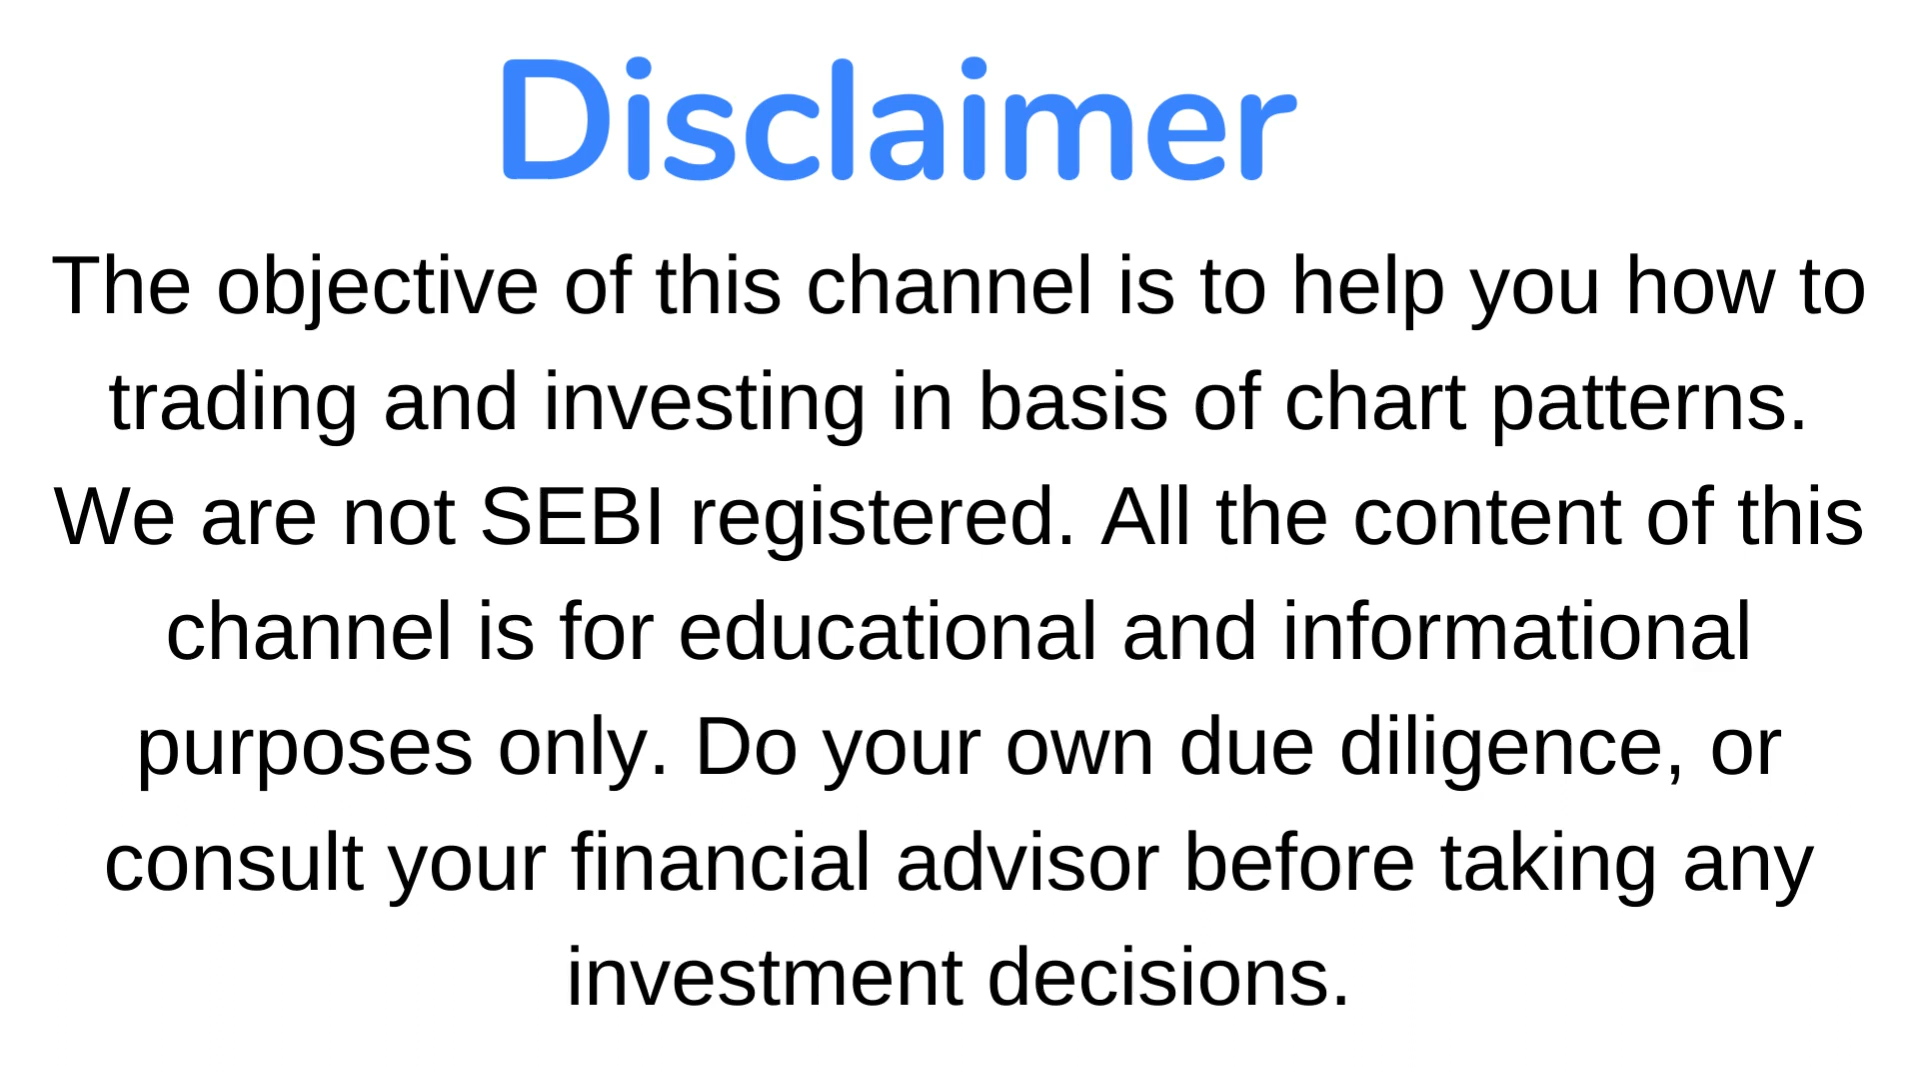 Disclaimer
The objective of this channel is to help you how to
trading and investing in basis of chart patterns.
We are not SEBI registered. All the content of this
channel is for educational and informational
purposes only. Do your own due diligence, or
consult your financial advisor before taking any
investment decisions.